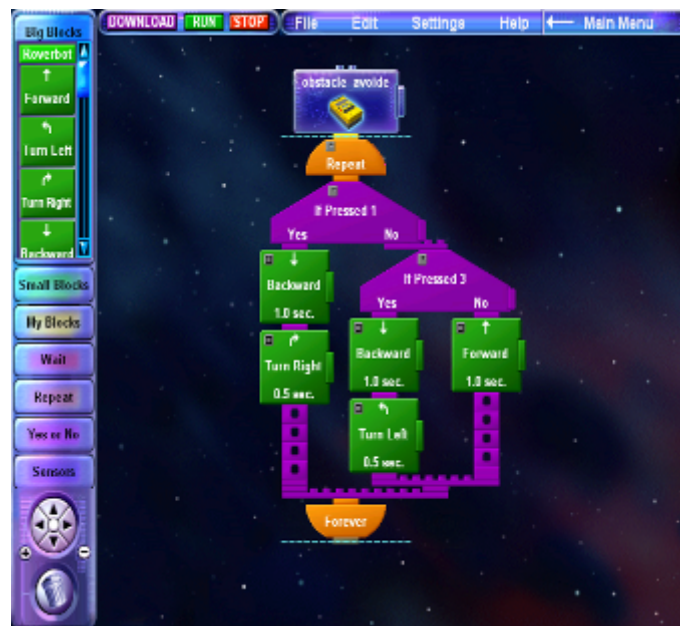 Big Blocks
DOWNLOAD RUN STOP File Edit Settings Help Main Menu
Roverbot
Forward
Turn Left
Turn Right
Backward
Small Blocks
My Blocks
Wait
Repeat
Yes or No
Sensors
obstacle avoide
Repeat
If Pressed 1
Yes No
Backward
1.0 sec.
Turn Right
0.5 sec.
If Pressed 3
Yes No
Backward
1.0 sec.
Turn Left
0.5 sec.
Forward
1.0 sec.
Forever